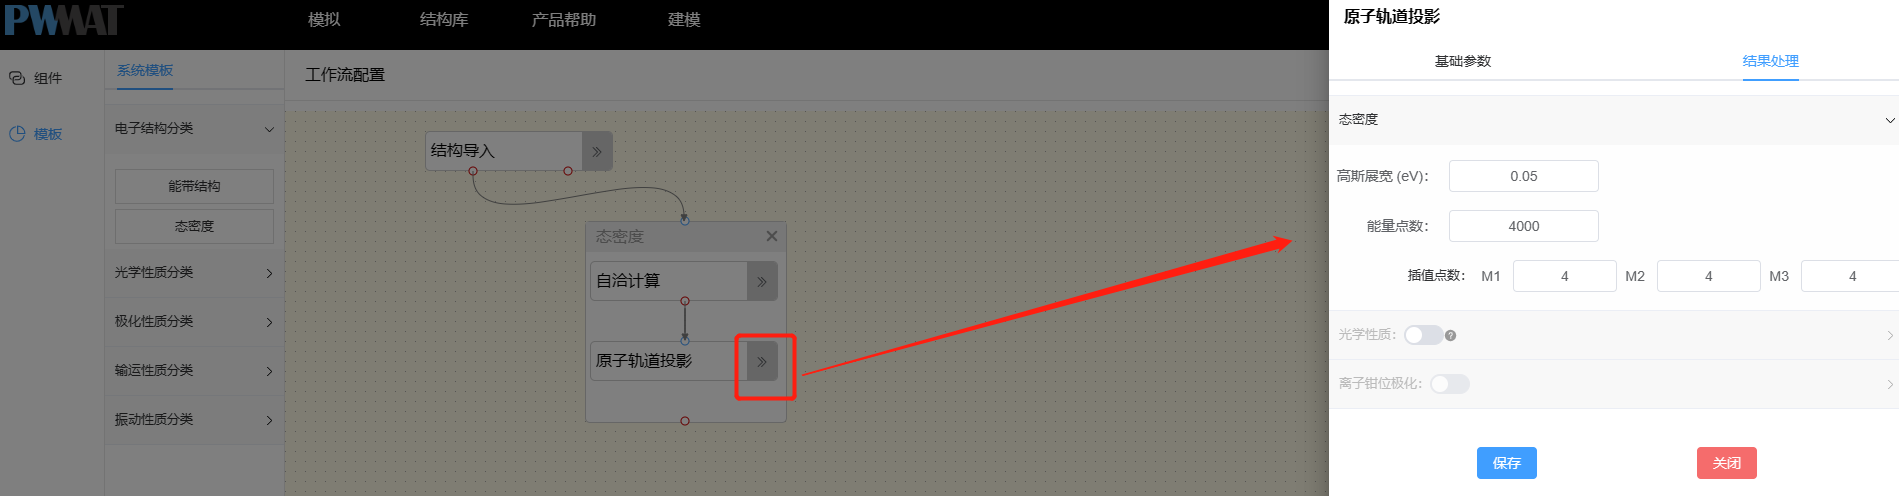 PWMAT
模拟
结构库
产品帮助
建模
组件
模板
系统模板
电子结构分类
能带结构
态密度
光学性质分类
极化性质分类
输运性质分类
振动性质分类
工作流配置
结构导入
态密度
自洽计算
原子轨道投影
原子轨道投影
基础参数
结果处理
态密度
高斯展宽 (eV): 0.05
能量点数: 4000
插值点数: M1 4 M2 4 M3 4
光学性质:
离子钳位极化:
保存
关闭